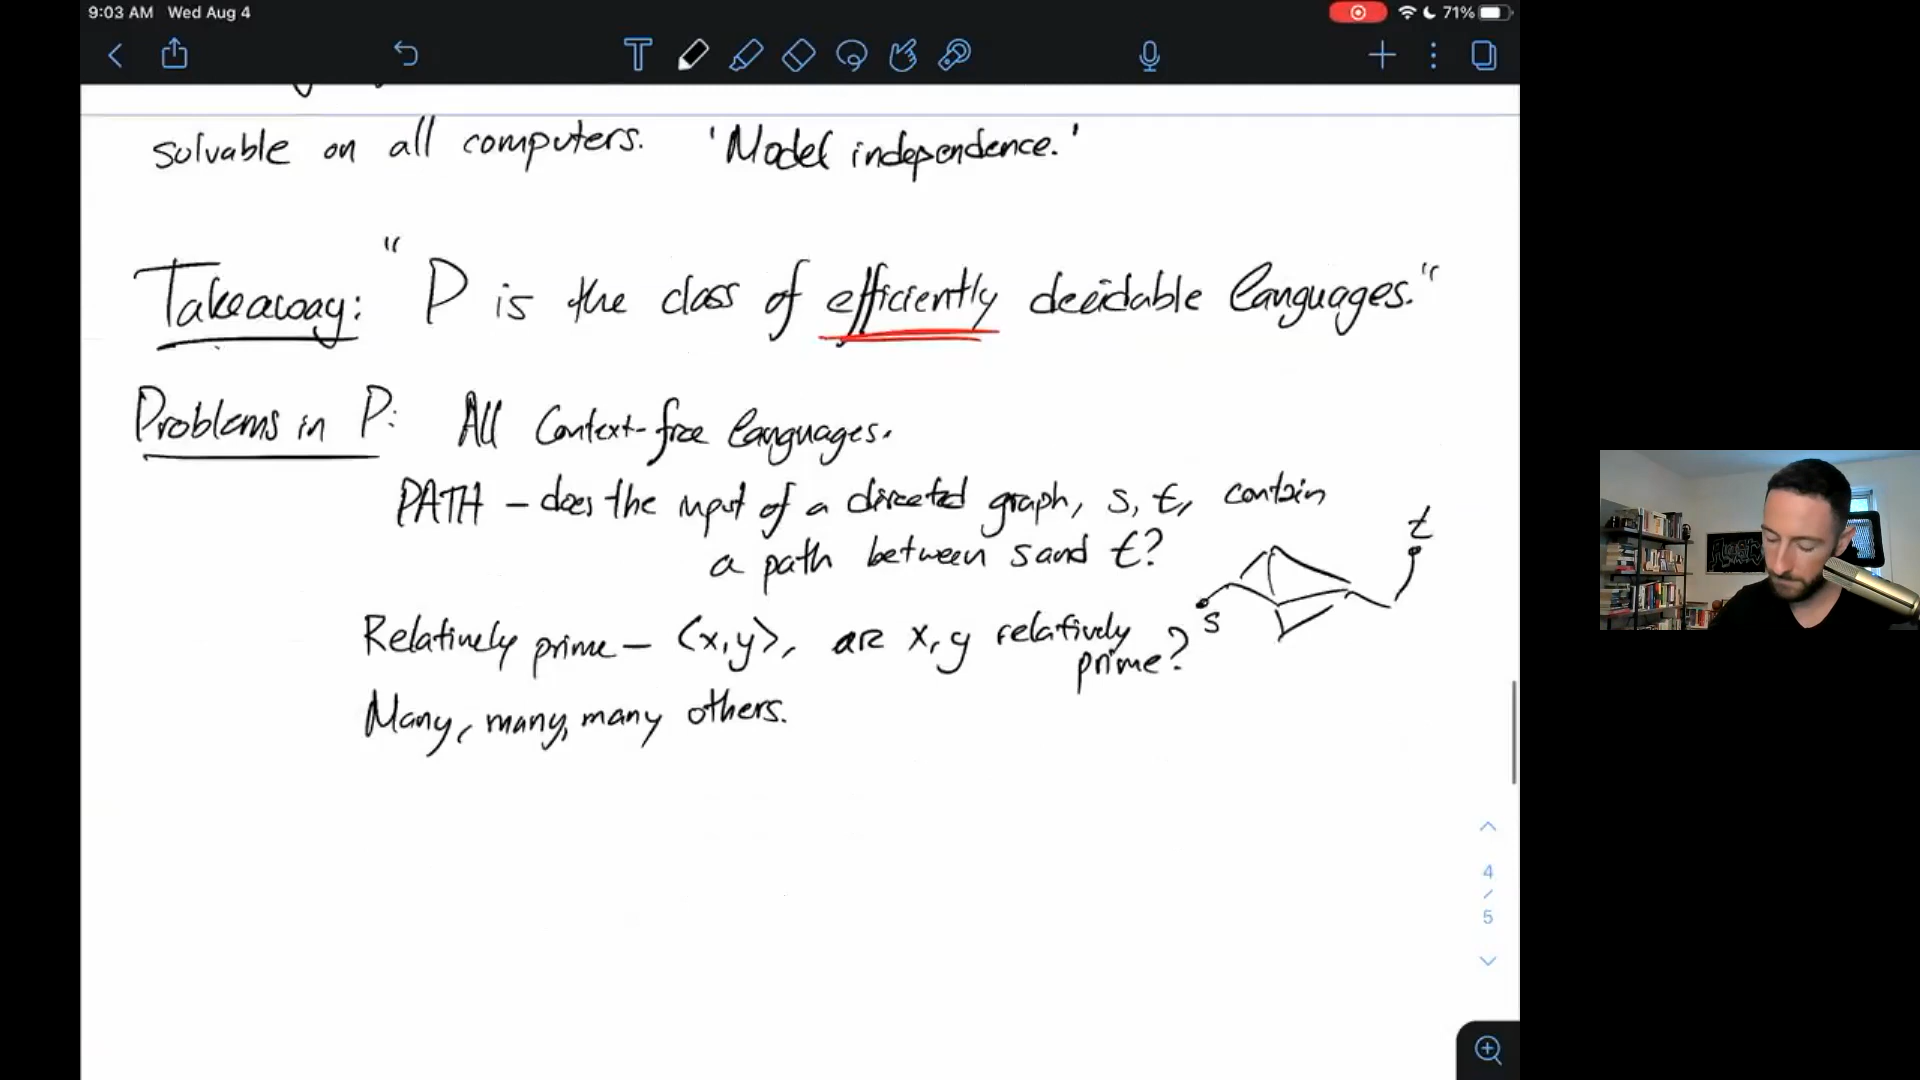 9:03 AM Wed Aug 4
71%
solvable on all computers. 'Model independence.'
Takeaway: "P is the class of efficiently decidable languages."
Problems in P: All Context-free languages.
PATH – does the input of a directed graph, s, t, contain
a path between s and t?
t
s
Relatively prime – <x,y>, are x, y relatively
prime?
Many, many, many others.
4
/
5